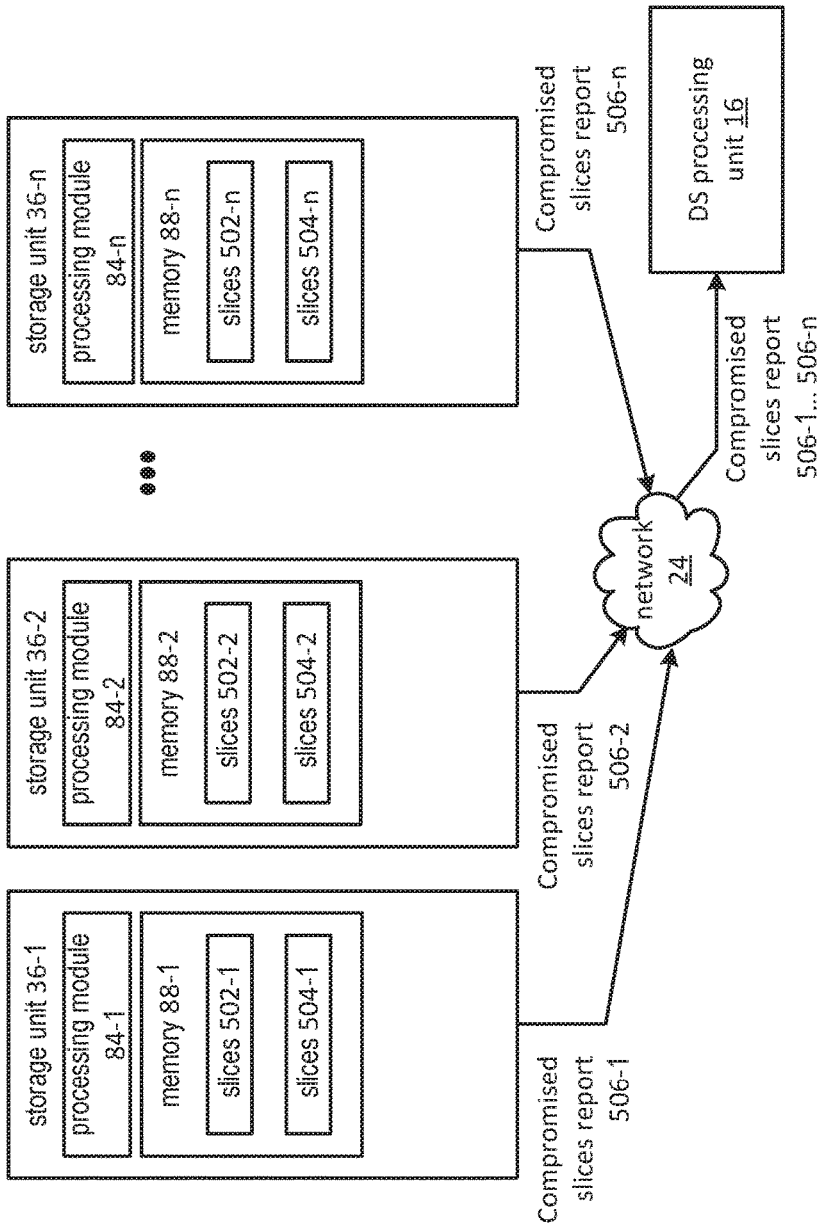 storage unit 36-1
processing module
84-1
memory 88-1
slices 502-1
slices 504-1
storage unit 36-2
processing module
84-2
memory 88-2
slices 502-2
slices 504-2
storage unit 36-n
processing module
84-n
memory 88-n
slices 502-n
slices 504-n
Compromised
slices report
506-1
Compromised
slices report
506-2
Compromised
slices report
506-n
network
24
Compromised
slices report
506-1... 506-n
DS processing
unit 16